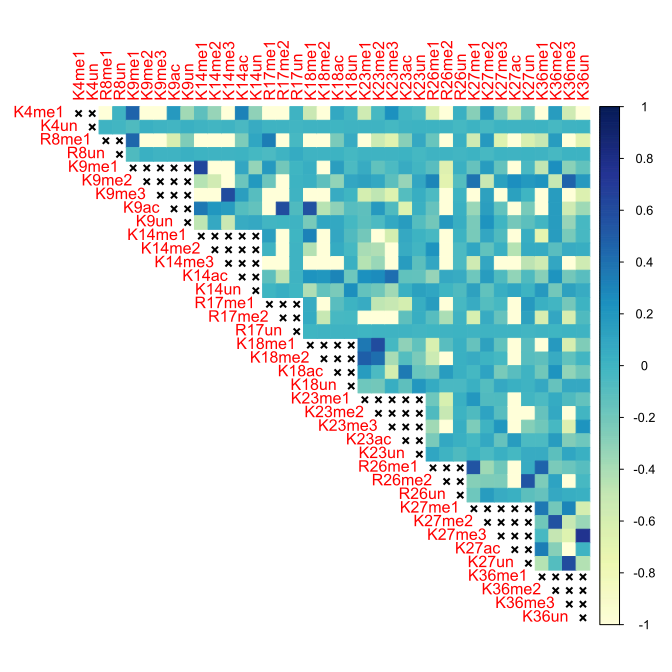 K4me1
K4un
R8me1
R8un
K9me1
K9me2
K9me3
K9ac
K9un
K14me1
K14me2
K14me3
K14ac
K14un
R17me1
R17me2
R17un
K18me1
K18me2
K18ac
K18un
K23me1
K23me2
K23me3
K23ac
K23un
R26me1
R26me2
R26un
K27me1
K27me2
K27me3
K27ac
K27un
K36me1
K36me2
K36me3
K36un
K4me1
K4un
R8me1
R8un
K9me1
K9me2
K9me3
K9ac
K9un
K14me1
K14me2
K14me3
K14ac
K14un
R17me1
R17me2
R17un
K18me1
K18me2
K18ac
K18un
K23me1
K23me2
K23me3
K23ac
K23un
R26me1
R26me2
R26un
K27me1
K27me2
K27me3
K27ac
K27un
K36me1
K36me2
K36me3
K36un
1
0.8
0.6
0.4
0.2
0
-0.2
-0.4
-0.6
-0.8
-1